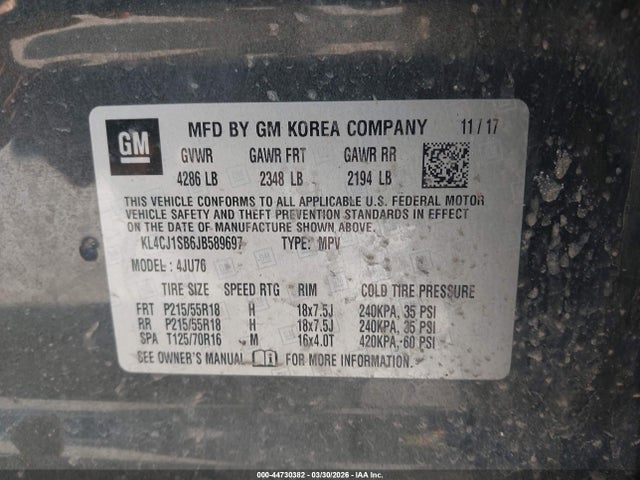 GM MFD BY GM KOREA COMPANY 11/17
GVWR GAWR FRT GAWR RR
4286 LB 2348 LB 2194 LB
THIS VEHICLE CONFORMS TO ALL APPLICABLE U.S. FEDERAL MOTOR
VEHICLE SAFETY AND THEFT PREVENTION STANDARDS IN EFFECT
ON THE DATE OF MANUFACTURE SHOWN ABOVE.
KL4CJ1SB6JB589697 TYPE: MPV
MODEL: 4JU76
TIRE SIZE SPEED RTG RIM COLD TIRE PRESSURE
FRT P215/55R18 H 18x7.5J 240KPA, 35 PSI
RR P215/55R18 H 18x7.5J 240KPA, 35 PSI
SPA T125/70R16 M 16x4.0T 420KPA, 60 PSI
SEE OWNER'S MANUAL FOR MORE INFORMATION.
000-44730382 - 03/30/2026 - IAA Inc.